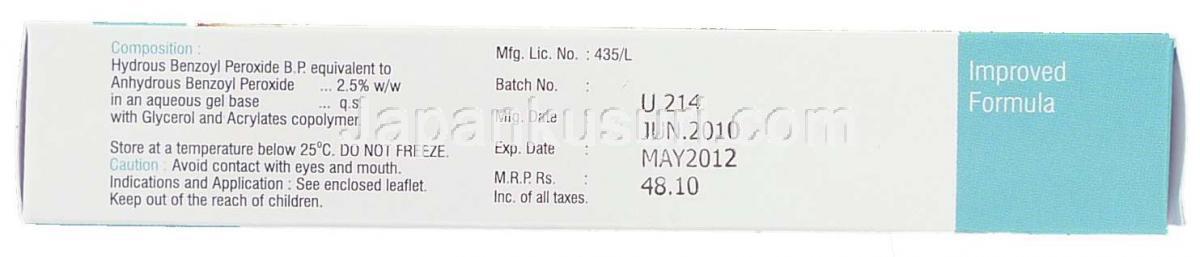 Composition :
Hydrous Benzoyl Peroxide B.P. equivalent to
Anhydrous Benzoyl Peroxide ... 2.5% w/w
in an aqueous gel base ... q.s
with Glycerol and Acrylates copolymer
Store at a temperature below 25°C. DO NOT FREEZE.
Caution : Avoid contact with eyes and mouth.
Indications and Application : See enclosed leaflet.
Keep out of the reach of children.
Mfg. Lic. No. : 435/L
Batch No. : U.214
Mfg. Date : JUN.2010
Exp. Date : MAY2012
M.R.P. Rs. : 48.10
Inc. of all taxes.
Improved
Formula
Japankusuri.com